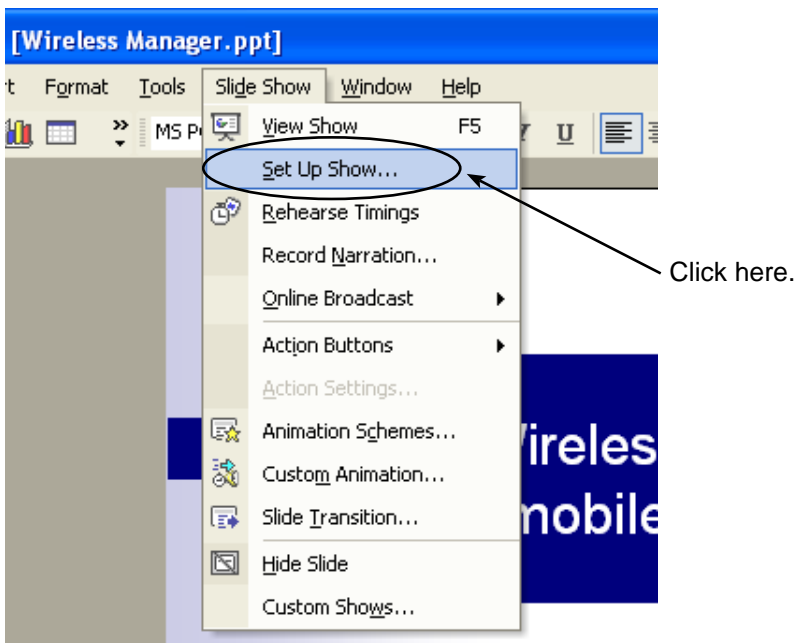 [Wireless Manager.ppt]
t Format Tools Slide Show Window Help
» MS P View Show F5 U
Set Up Show...
Rehearse Timings
Record Narration...
Click here.
Online Broadcast
Action Buttons
Action Settings...
Animation Schemes...
ireles
Custom Animation...
Slide Transition...
mobile
Hide Slide
Custom Shows...